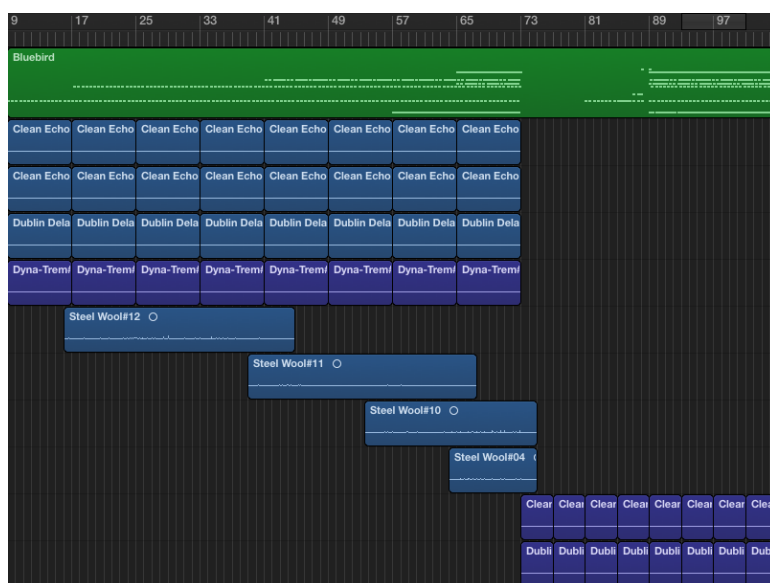 9 17 25 33 41 49 57 65 73 81 89 97
Bluebird
Clean Echo Clean Echo Clean Echo Clean Echo Clean Echo Clean Echo Clean Echo Clean Echo
Clean Echo Clean Echo Clean Echo Clean Echo Clean Echo Clean Echo Clean Echo Clean Echo
Dublin Dela Dublin Dela Dublin Dela Dublin Dela Dublin Dela Dublin Dela Dublin Dela Dublin Dela
Dyna-Trem Dyna-Trem Dyna-Trem Dyna-Trem Dyna-Trem Dyna-Trem Dyna-Trem Dyna-Trem
Steel Wool#12
Steel Wool#11
Steel Wool#10
Steel Wool#04
Clear Clear Clear Clear Clear Clear Clear Clea
Dubli Dubli Dubli Dubli Dubli Dubli Dubli Dub